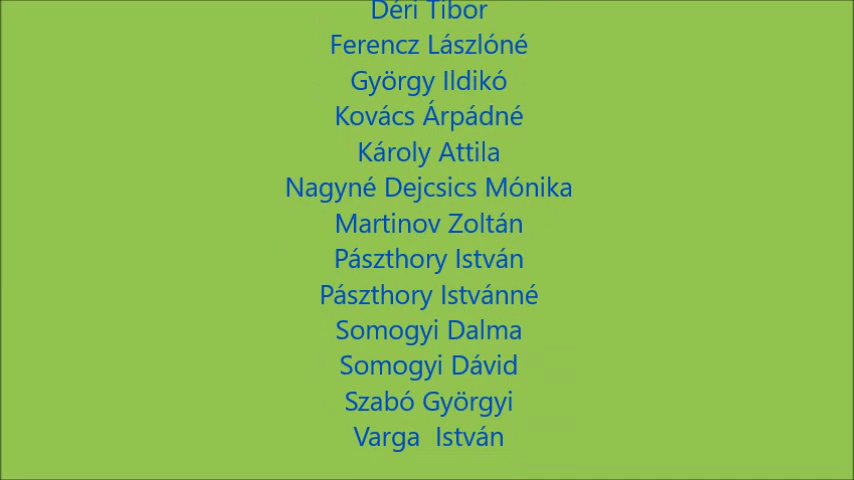 Déri Tibor
Ferencz Lászlóné
György Ildikó
Kovács Árpádné
Károly Attila
Nagyné Dejcsics Mónika
Martinov Zoltán
Pászthory István
Pászthory Istvánné
Somogyi Dalma
Somogyi Dávid
Szabó Györgyi
Varga  István